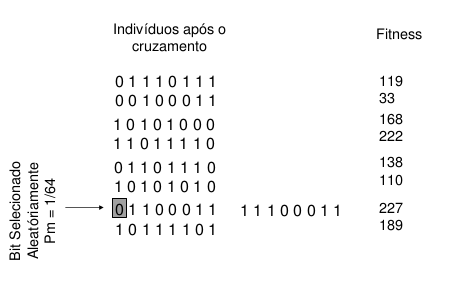 Indivíduos após o
cruzamento
Fitness
0 1 1 1 0 1 1 1 119
0 0 1 0 0 0 1 1 33
1 0 1 0 1 0 0 0 168
1 1 0 1 1 1 1 0 222
0 1 1 0 1 1 1 0 138
1 0 1 0 1 0 1 0 110
0 1 1 0 0 0 1 1 1 1 1 0 0 0 1 1 227
1 0 1 1 1 1 0 1 189
Bit Selecionado
Aleatóriamente
Pm = 1/64